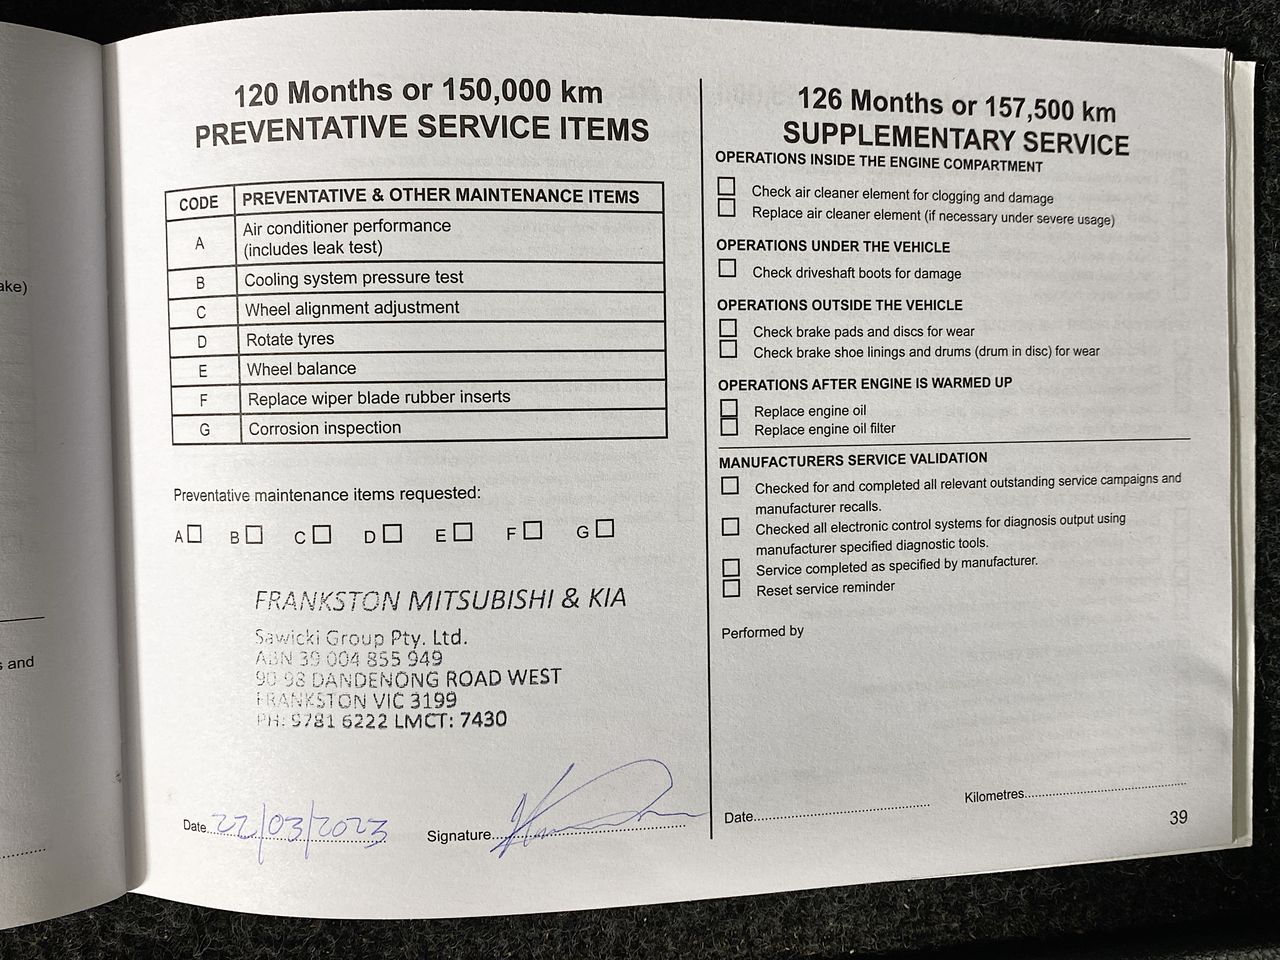 ake)
s and
120 Months or 150,000 km
PREVENTATIVE SERVICE ITEMS
CODE PREVENTATIVE & OTHER MAINTENANCE ITEMS
A Air conditioner performance
(includes leak test)
B Cooling system pressure test
C Wheel alignment adjustment
D Rotate tyres
E Wheel balance
F Replace wiper blade rubber inserts
G Corrosion inspection
Preventative maintenance items requested:
A B C D E F G
FRANKSTON MITSUBISHI & KIA
Sawicki Group Pty. Ltd.
ABN 39 004 855 949
90-98 DANDENONG ROAD WEST
FRANKSTON VIC 3199
PH: 9781 6222 LMCT: 7430
Date 22/03/2023 Signature
126 Months or 157,500 km
SUPPLEMENTARY SERVICE
OPERATIONS INSIDE THE ENGINE COMPARTMENT
Check air cleaner element for clogging and damage
Replace air cleaner element (if necessary under severe usage)
OPERATIONS UNDER THE VEHICLE
Check driveshaft boots for damage
OPERATIONS OUTSIDE THE VEHICLE
Check brake pads and discs for wear
Check brake shoe linings and drums (drum in disc) for wear
OPERATIONS AFTER ENGINE IS WARMED UP
Replace engine oil
Replace engine oil filter
MANUFACTURERS SERVICE VALIDATION
Checked for and completed all relevant outstanding service campaigns and
manufacturer recalls.
Checked all electronic control systems for diagnosis output using
manufacturer specified diagnostic tools.
Service completed as specified by manufacturer.
Reset service reminder
Performed by
Date Kilometres
39